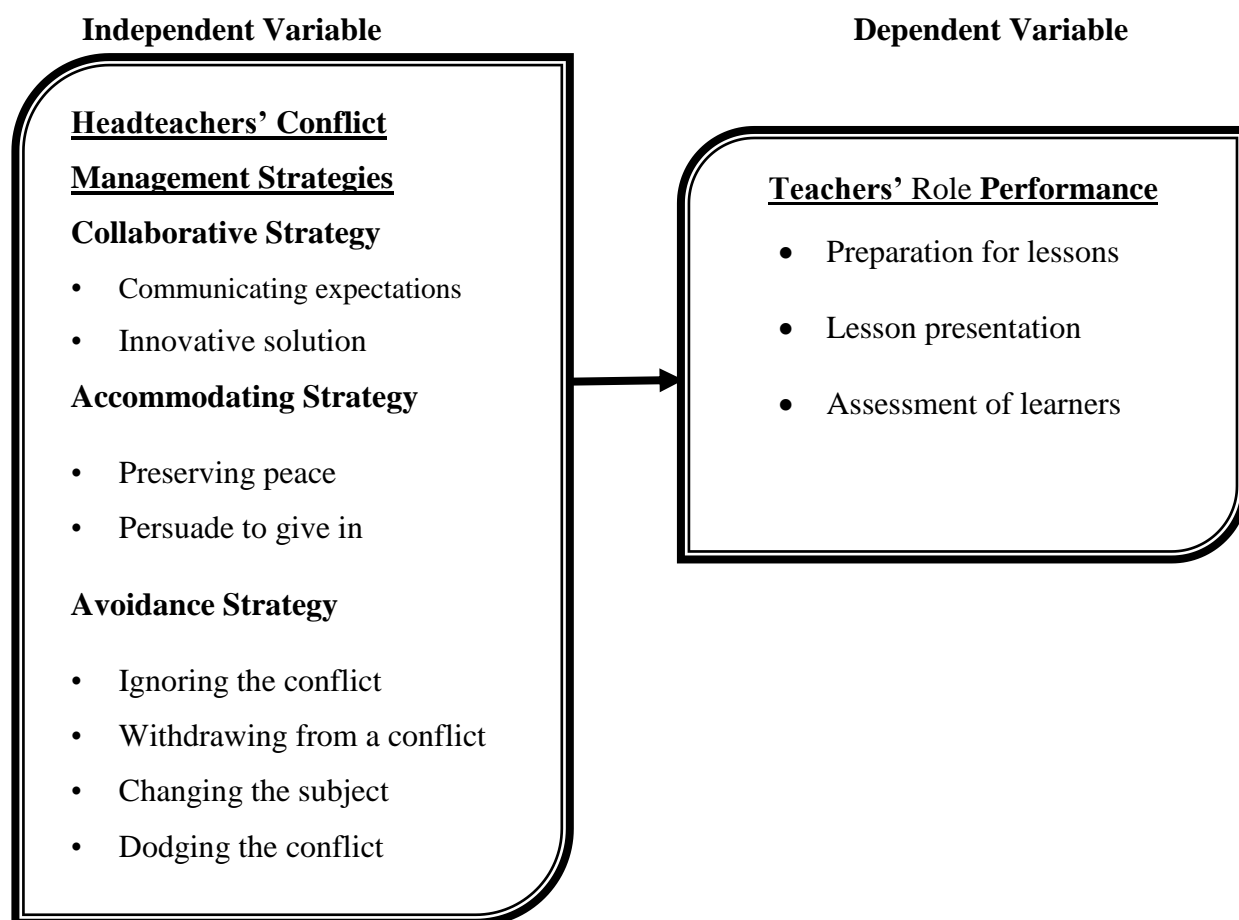 Independent Variable
Dependent Variable
Headteachers’ Conflict
Management Strategies
Collaborative Strategy
• Communicating expectations
• Innovative solution
Accommodating Strategy
• Preserving peace
• Persuade to give in
Avoidance Strategy
• Ignoring the conflict
• Withdrawing from a conflict
• Changing the subject
• Dodging the conflict
Teachers’ Role Performance
• Preparation for lessons
• Lesson presentation
• Assessment of learners